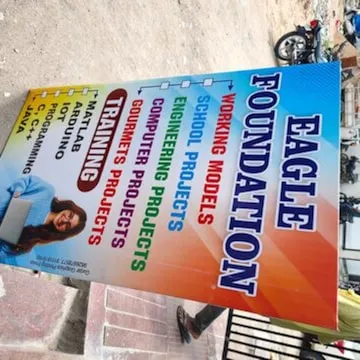 EAGLE
FOUNDATION
WORKING MODELS
SCHOOL PROJECTS
ENGINEERING PROJECTS
COMPUTER PROJECTS
GOURMETS PROJECTS
TRAINING
MATLAB
ARDUINO
IOT
PROGRAMMING
C, C++
JAVA